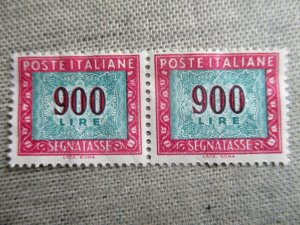 POSTE ITALIANE
900
LIRE
SEGNATASSE
POSTE ITALIANE
900
LIRE
SEGNATASSE